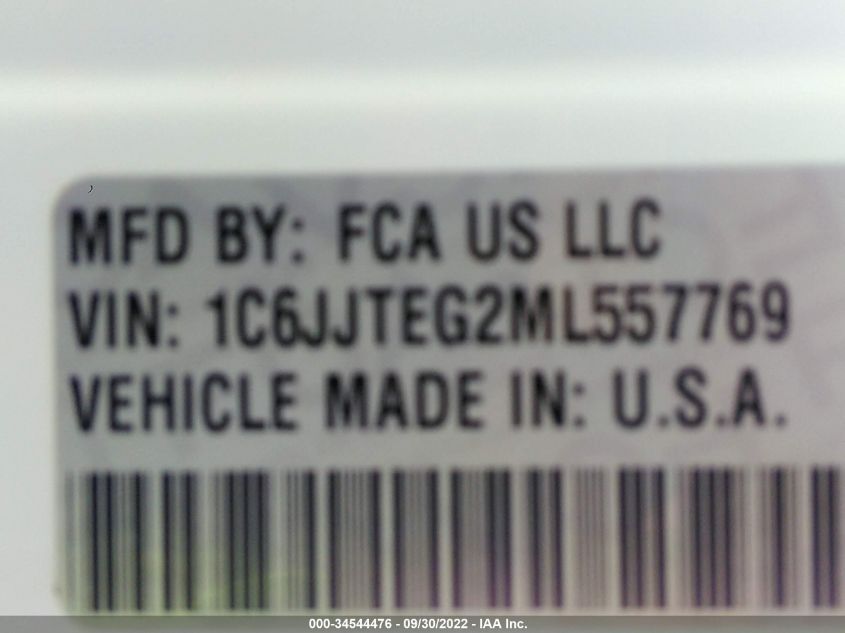 MFD BY: FCA US LLC
VIN: 1C6JJTEG2ML557769
VEHICLE MADE IN: U.S.A.
000-34544476 - 09/30/2022 - IAA Inc.